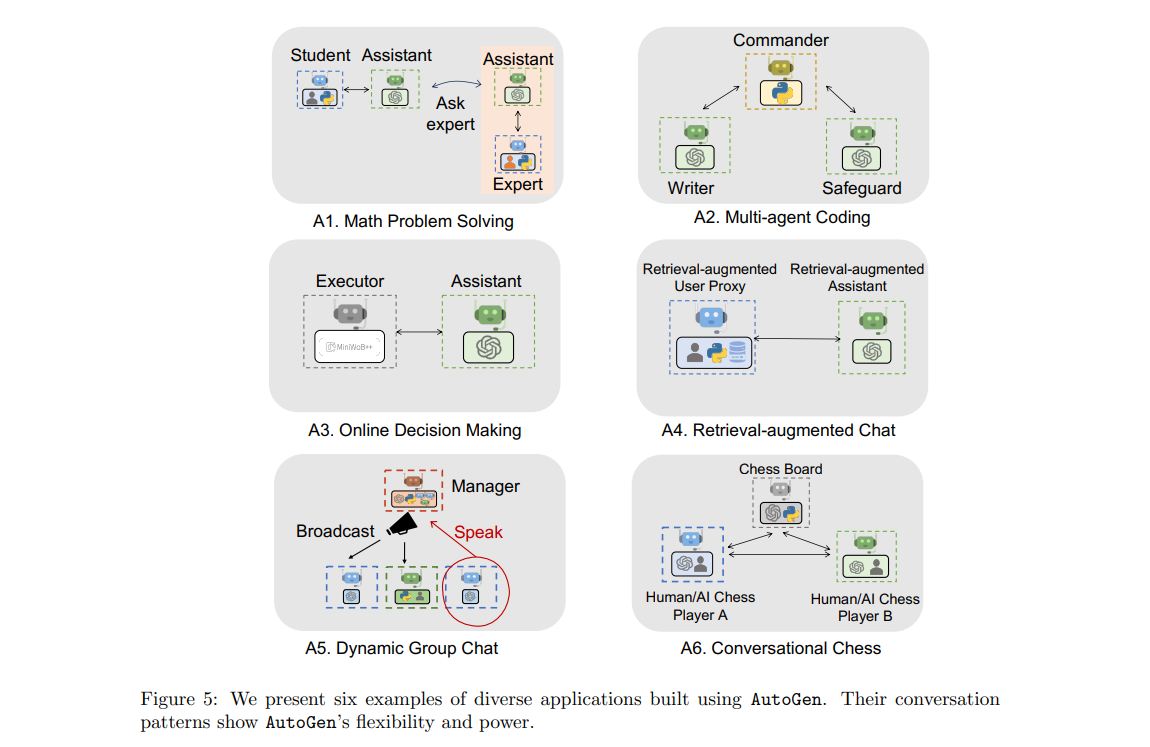 Student
Assistant
Assistant
Ask
expert
Expert
A1. Math Problem Solving
Commander
Writer
Safeguard
A2. Multi-agent Coding
Executor
Assistant
MiniWoB++
A3. Online Decision Making
Retrieval-augmented
User Proxy
Retrieval-augmented
Assistant
A4. Retrieval-augmented Chat
Manager
Broadcast
Speak
A5. Dynamic Group Chat
Chess Board
Human/AI Chess
Player A
Human/AI Chess
Player B
A6. Conversational Chess
Figure 5: We present six examples of diverse applications built using AutoGen. Their conversation
patterns show AutoGen's flexibility and power.